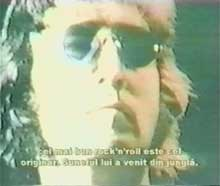 cel mai bun rock'n'roll este cel
original. Sunetul lui a venit din junglă.